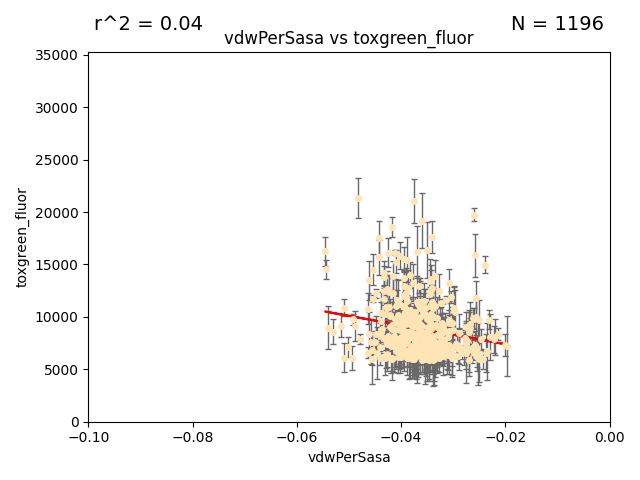 r^2 = 0.04
N = 1196
vdwPerSasa vs toxgreen_fluor
35000
30000
25000
20000
15000
10000
5000
0
toxgreen_fluor
−0.10
−0.08
−0.06
−0.04
−0.02
0.00
vdwPerSasa